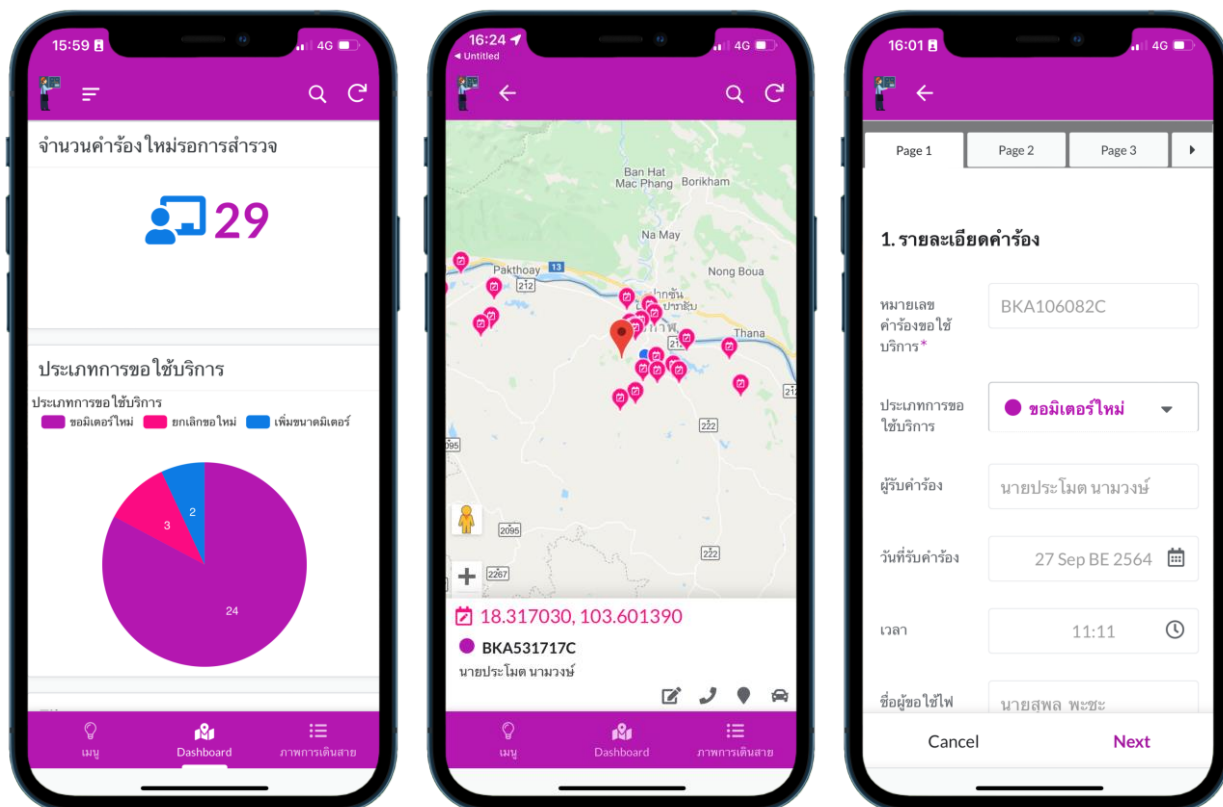 15:59
4G
จำนวนคำร้องใหม่รอการสำรวจ
29
ประเภทการขอใช้บริการ
ประเภทการขอใช้บริการ
ขอมิเตอร์ใหม่ ยกเลิกขอใหม่ เพิ่มขนาดมิเตอร์
3
2
24
เมนู
Dashboard
ภาพการเดินสาย
16:24
4G
Untitled
Ban Hat
Mac Phang
Borikham
Na May
Pakthoay
13
212
Nong Boua
Thana
222
2095
222
2267
18.317030, 103.601390
BKA531717C
นายประโมต นามวงษ์
เมนู
Dashboard
ภาพการเดินสาย
16:01
4G
Page 1
Page 2
Page 3
1. รายละเอียดคำร้อง
หมายเลข
คำร้องขอใช้
บริการ*
BKA106082C
ประเภทการขอ
ใช้บริการ
ขอมิเตอร์ใหม่
ผู้รับคำร้อง
นายประโมต นามวงษ์
วันที่รับคำร้อง
27 Sep BE 2564
เวลา
11:11
ชื่อผู้ขอใช้ไฟ
นายสุพล พะชะ
Cancel
Next